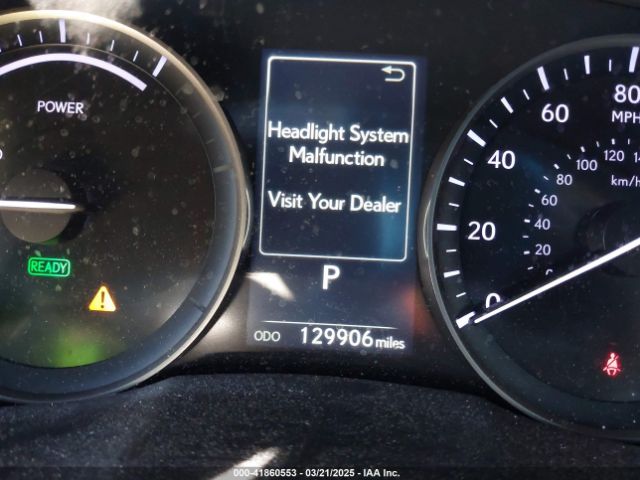 POWER
Headlight System
Malfunction
Visit Your Dealer
READY
P
ODO 129906 miles
80
MPH
60
40
20
0
120
100
80
60
40
20
km/h
000-41860553 - 03/21/2025 - IAA Inc.